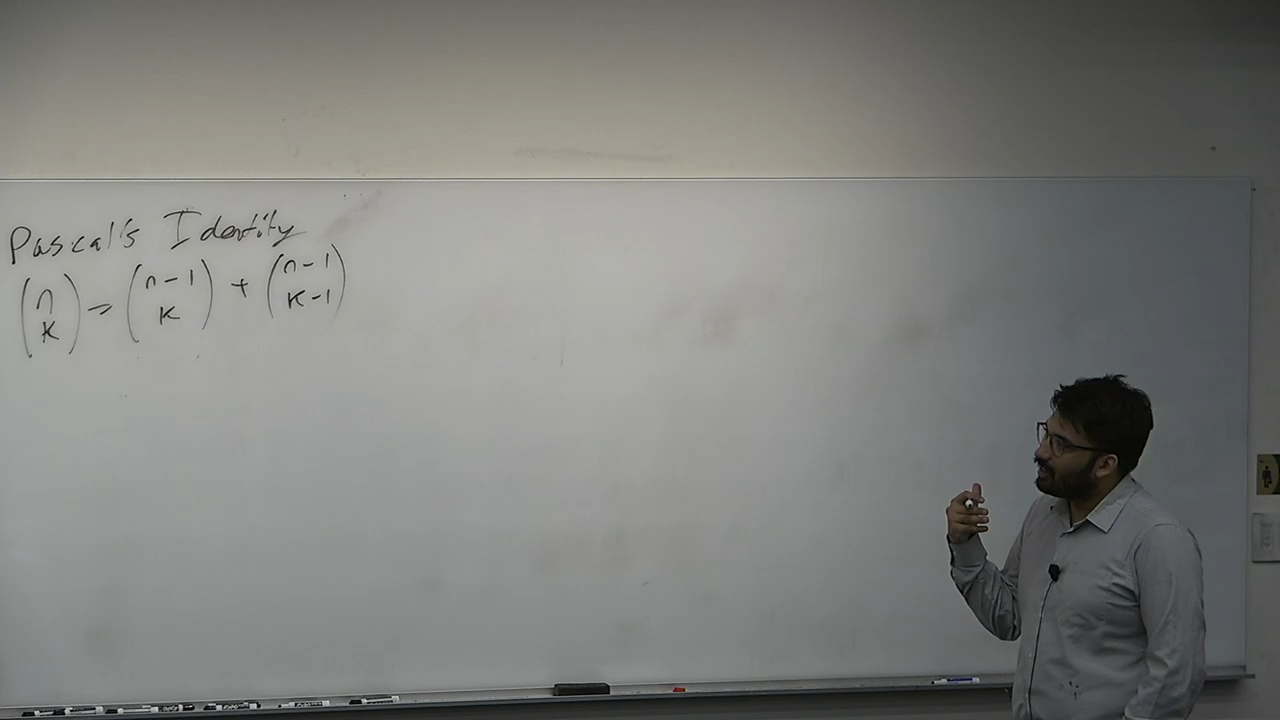 Pascal's Identity
(n K) = (n-1 K) + (n-1 K-1)